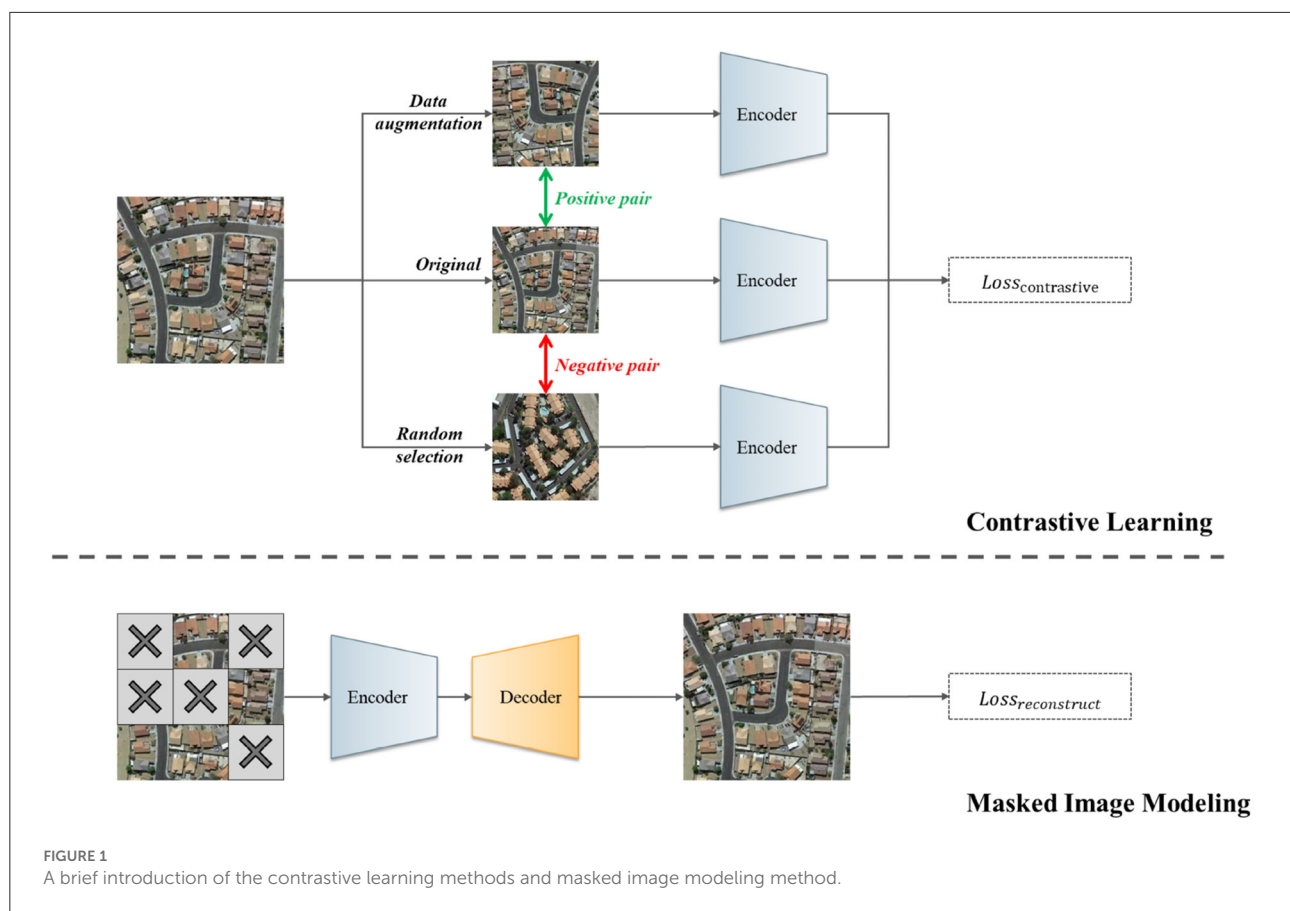 Data
augmentation
Encoder
Positive pair
Original
Encoder
Loss_contrastive
Negative pair
Random
selection
Encoder
Contrastive Learning
Encoder
Decoder
Loss_reconstruct
Masked Image Modeling
FIGURE 1
A brief introduction of the contrastive learning methods and masked image modeling method.